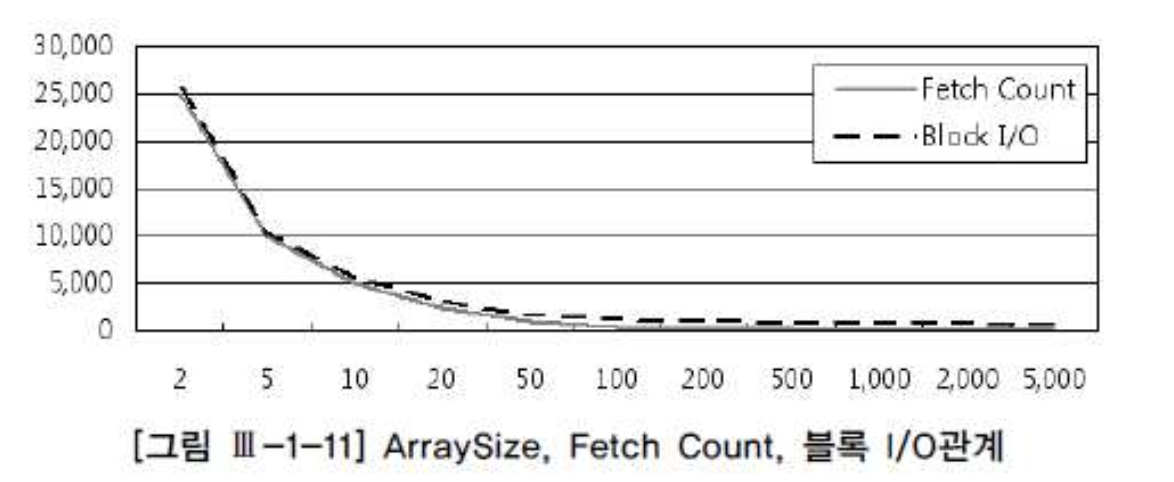 30,000
25,000
20,000
15,000
10,000
5,000
0
Fetch Count
Block I/O
2 5 10 20 50 100 200 500 1,000 2,000 5,000
[그림 Ⅲ-1-11] ArraySize, Fetch Count, 블록 I/O관계